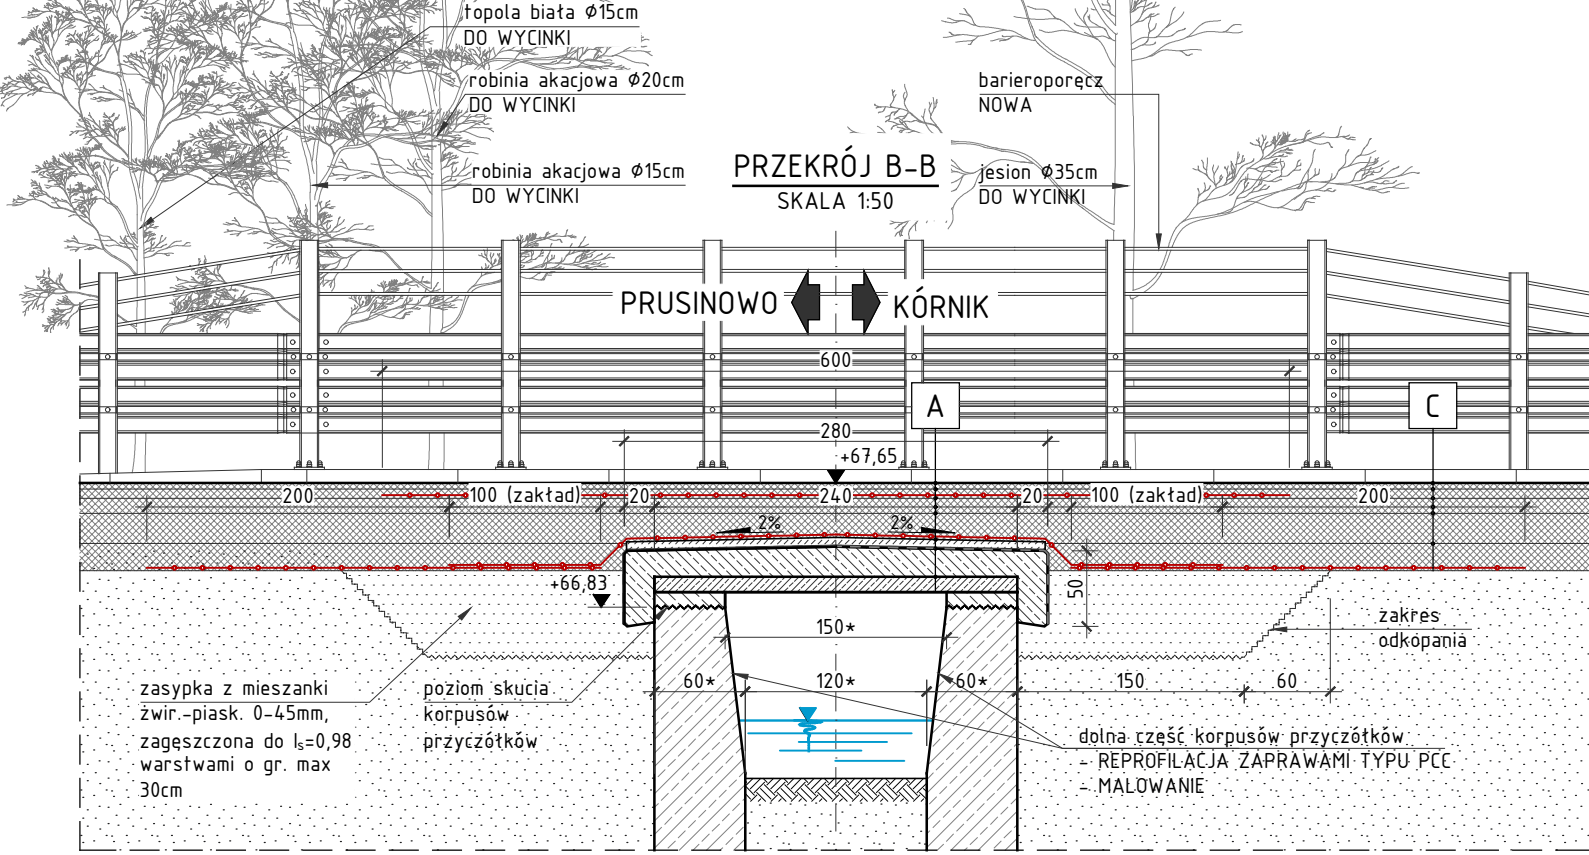 topola biała Ø15cm
DO WYCINKI
robinia akacjowa Ø20cm
DO WYCINKI
barieroporęcz
NOWA
robinia akacjowa Ø15cm
DO WYCINKI
PRZEKRÓJ B-B
SKALA 1:50
jesion Ø35cm
DO WYCINKI
PRUSINOWO
KÓRNIK
600
A
C
280
+67,65
200
100 (zakład)
20
240
20
100 (zakład)
200
2%
2%
+66,83
50
150*
zakres
odkopania
60*
120*
60*
150
60
zasypka z mieszanki
żwir.-piask. 0-45mm,
zagęszczona do Is=0,98
warstwami o gr. max
30cm
poziom skucia
korpusów
przyczółków
dolna część korpusów przyczółków
- REPROFILACJA ZAPRAWAMI TYPU PCC
- MALOWANIE